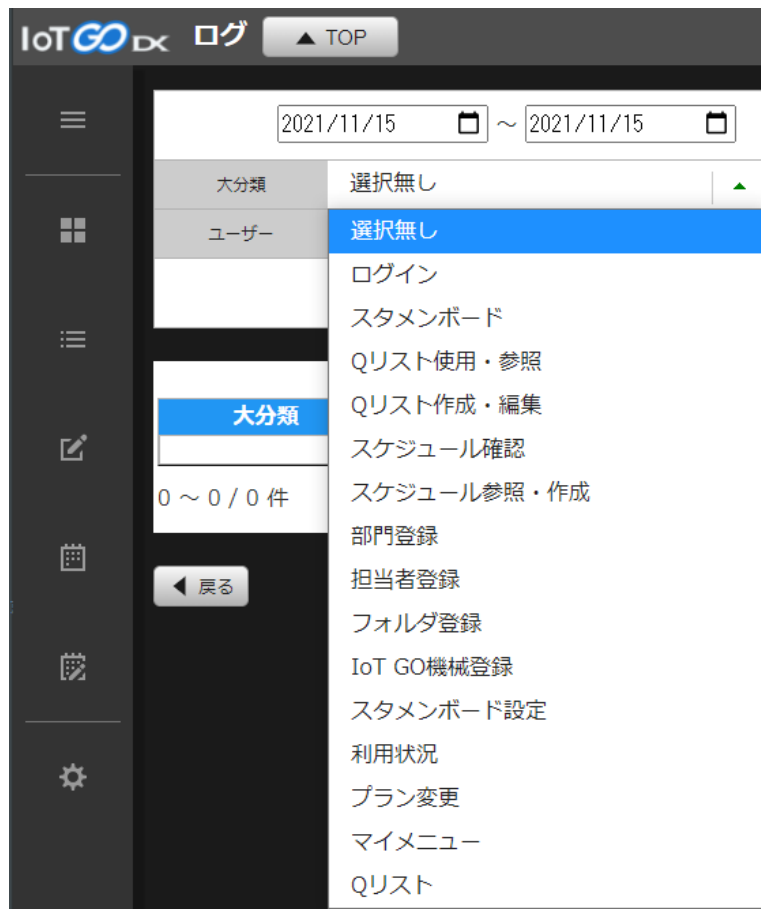 IoT GO DX ログ ▲ TOP
2021/11/15 ～ 2021/11/15
大分類 選択無し
ユーザー
選択無し
ログイン
スタメンボード
Qリスト使用・参照
Qリスト作成・編集
スケジュール確認
スケジュール参照・作成
部門登録
担当者登録
フォルダ登録
IoT GO機械登録
スタメンボード設定
利用状況
プラン変更
マイメニュー
Qリスト
大分類
0 ～ 0 / 0 件
◀ 戻る